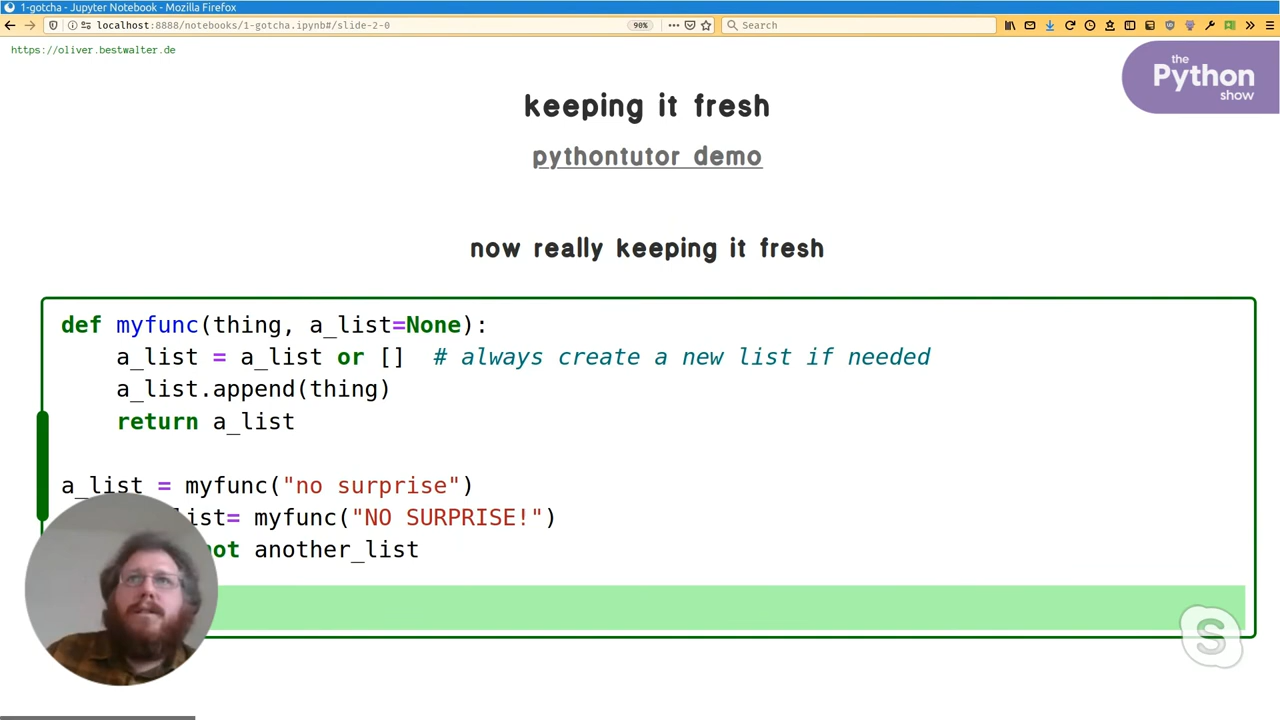 1-gotcha - Jupyter Notebook - Mozilla Firefox
localhost:8888/notebooks/1-gotcha.ipynb#/slide-2-0
90%
Search
https://oliver.bestwalter.de
the
Python
show
keeping it fresh
pythontutor demo
now really keeping it fresh
def myfunc(thing, a_list=None):
    a_list = a_list or []  # always create a new list if needed
    a_list.append(thing)
    return a_list
a_list = myfunc("no surprise")
list= myfunc("NO SURPRISE!")
not another_list
S